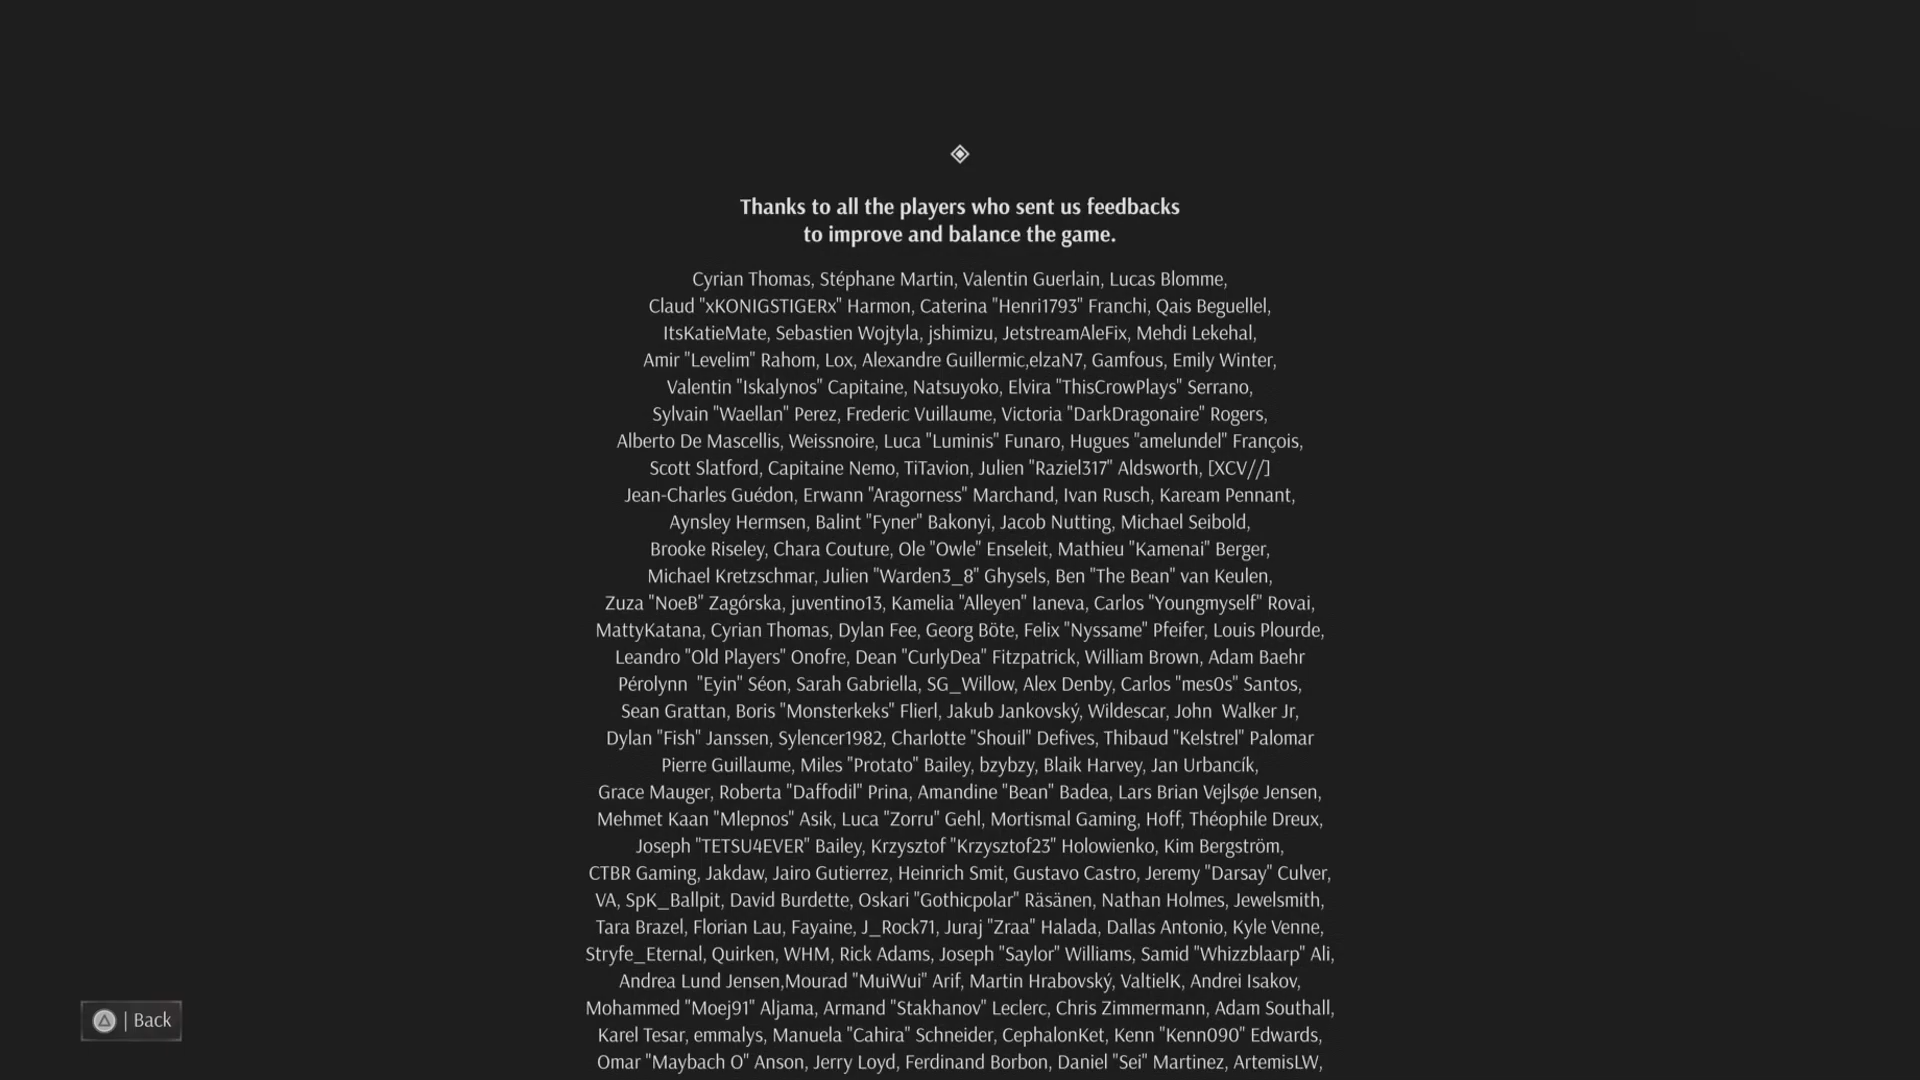 Thanks to all the players who sent us feedbacks
to improve and balance the game.
Cyrian Thomas, Stéphane Martin, Valentin Guerlain, Lucas Blomme,
Claud "xKONIGSTIGERx" Harmon, Caterina "Henri1793" Franchi, Qais Beguellel,
ItsKatieMate, Sebastien Wojtyla, jshimizu, JetstreamAleFix, Mehdi Lekehal,
Amir "Levelim" Rahom, Lox, Alexandre Guillermic,elzaN7, Gamfous, Emily Winter,
Valentin "Iskalynos" Capitaine, Natsuyoko, Elvira "ThisCrowPlays" Serrano,
Sylvain "Waellan" Perez, Frederic Vuillaume, Victoria "DarkDragonaire" Rogers,
Alberto De Mascellis, Weissnoire, Luca "Luminis" Funaro, Hugues "amelundel" François,
Scott Slatford, Capitaine Nemo, TiTavion, Julien "Raziel317" Aldsworth, [XCV//]
Jean-Charles Guédon, Erwann "Aragorness" Marchand, Ivan Rusch, Karream Pennant,
Aynsley Hermsen, Balint "Fyner" Bakonyi, Jacob Nutting, Michael Seibold,
Brooke Riseley, Chara Couture, Ole "Owle" Enseleit, Mathieu "Kamenai" Berger,
Michael Kretzschmar, Julien "Warden3_8" Ghysels, Ben "The Bean" van Keulen,
Zuza "NoeB" Zagórska, juventino13, Kamelia "Alleyen" Ianeva, Carlos "Youngmyself" Rovai,
MattyKatana, Cyrian Thomas, Dylan Fee, Georg Böte, Felix "Nyssame" Pfeifer, Louis Plourde,
Leandro "Old Players" Onofre, Dean "CurlyDea" Fitzpatrick, William Brown, Adam Baehr
Pérolynn  "Eyin" Séon, Sarah Gabriella, SG_Willow, Alex Denby, Carlos "mes0s" Santos,
Sean Grattan, Boris "Monsterkeks" Flierl, Jakub Jankovský, Wildescar, John  Walker Jr,
Dylan "Fish" Janssen, Sylencer1982, Charlotte "Shouil" Defives, Thibaud "Kelstrel" Palomar
Pierre Guillaume, Miles "Protato" Bailey, bzybzy, Blaik Harvey, Jan Urbancík,
Grace Mauger, Roberta "Daffodil" Prina, Amandine "Bean" Badea, Lars Brian Vejlsøe Jensen,
Mehmet Kaan "Mlepnos" Asik, Luca "Zorru" Gehl, Mortismal Gaming, Hoff, Théophile Dreux,
Joseph "TETSU4EVER" Bailey, Krzysztof "Krzysztof23" Holowienko, Kim Bergström,
CTBR Gaming, Jakdaw, Jairo Gutierrez, Heinrich Smit, Gustavo Castro, Jeremy "Darsay" Culver,
VA, SpK_Ballpit, David Burdette, Oskari "Gothicpolar" Räsänen, Nathan Holmes, Jewelsmith,
Tara Brazel, Florian Lau, Fayaine, J_Rock71, Juraj "Zraa" Halada, Dallas Antonio, Kyle Venne,
Stryfe_Eternal, Quirken, WHM, Rick Adams, Joseph "Saylor" Williams, Samid "Whizzblaarp" Ali,
Andrea Lund Jensen,Mourad "MuiWui" Arif, Martin Hrabovský, ValtielK, Andrei Isakov,
Mohammed "Moej91" Aljama, Armand "Stakhanov" Leclerc, Chris Zimmermann, Adam Southall,
Karel Tesar, emmalys, Manuela "Cahira" Schneider, CephalonKet, Kenn "Kenn090" Edwards,
Omar "Maybach O" Anson, Jerry Loyd, Ferdinand Borbon, Daniel "Sei" Martinez, ArtemisLW,
| Back